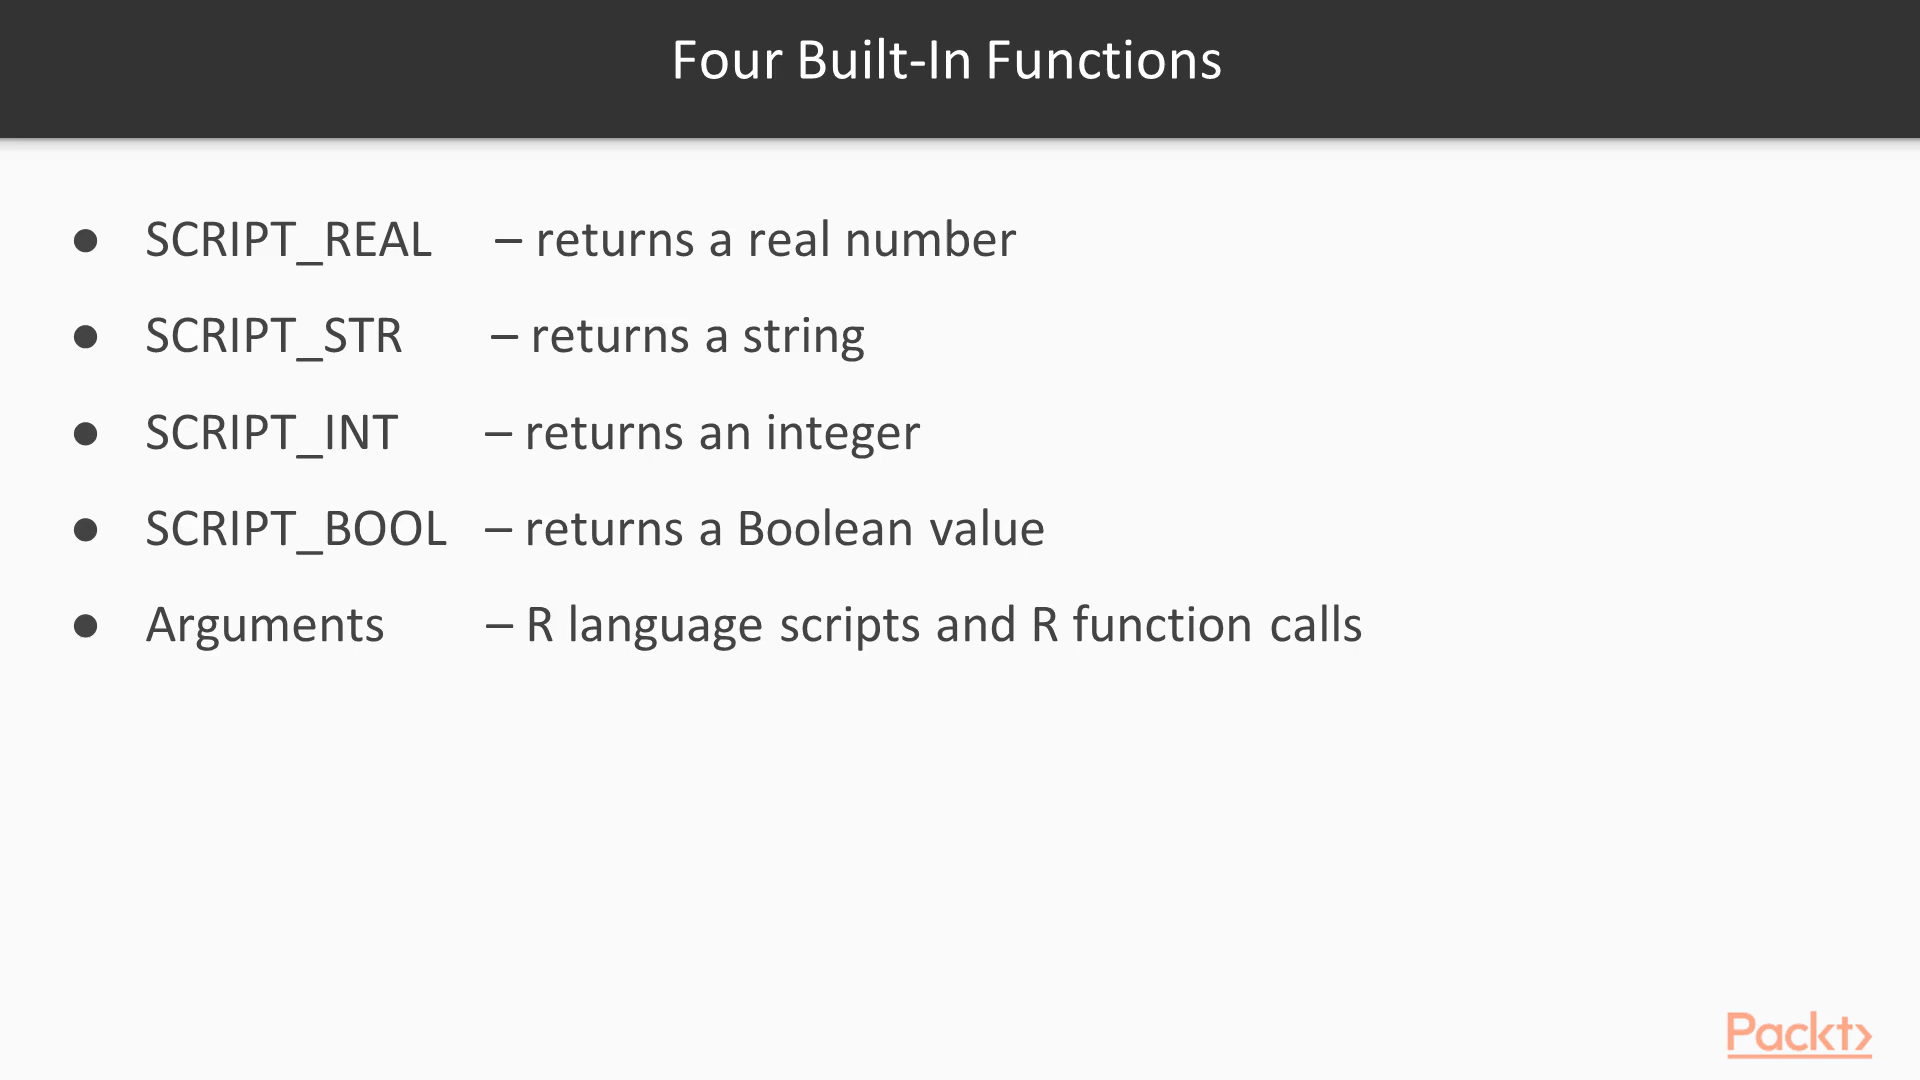 Four Built-In Functions
● SCRIPT_REAL – returns a real number
● SCRIPT_STR – returns a string
● SCRIPT_INT – returns an integer
● SCRIPT_BOOL – returns a Boolean value
● Arguments – R language scripts and R function calls
Packt>